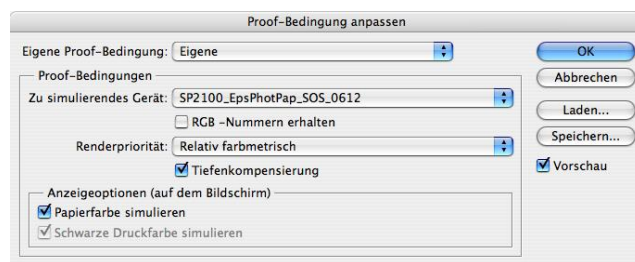 Proof-Bedingung anpassen
Eigene Proof-Bedingung: Eigene
OK
Proof-Bedingungen
Abbrechen
Zu simulierendes Gerät: SP2100_EpsPhotPap_SOS_0612
Laden...
RGB -Nummern erhalten
Speichern...
Renderpriorität: Relativ farbmetrisch
Vorschau
Tiefenkompensierung
Anzeigeoptionen (auf dem Bildschirm)
Papierfarbe simulieren
Schwarze Druckfarbe simulieren